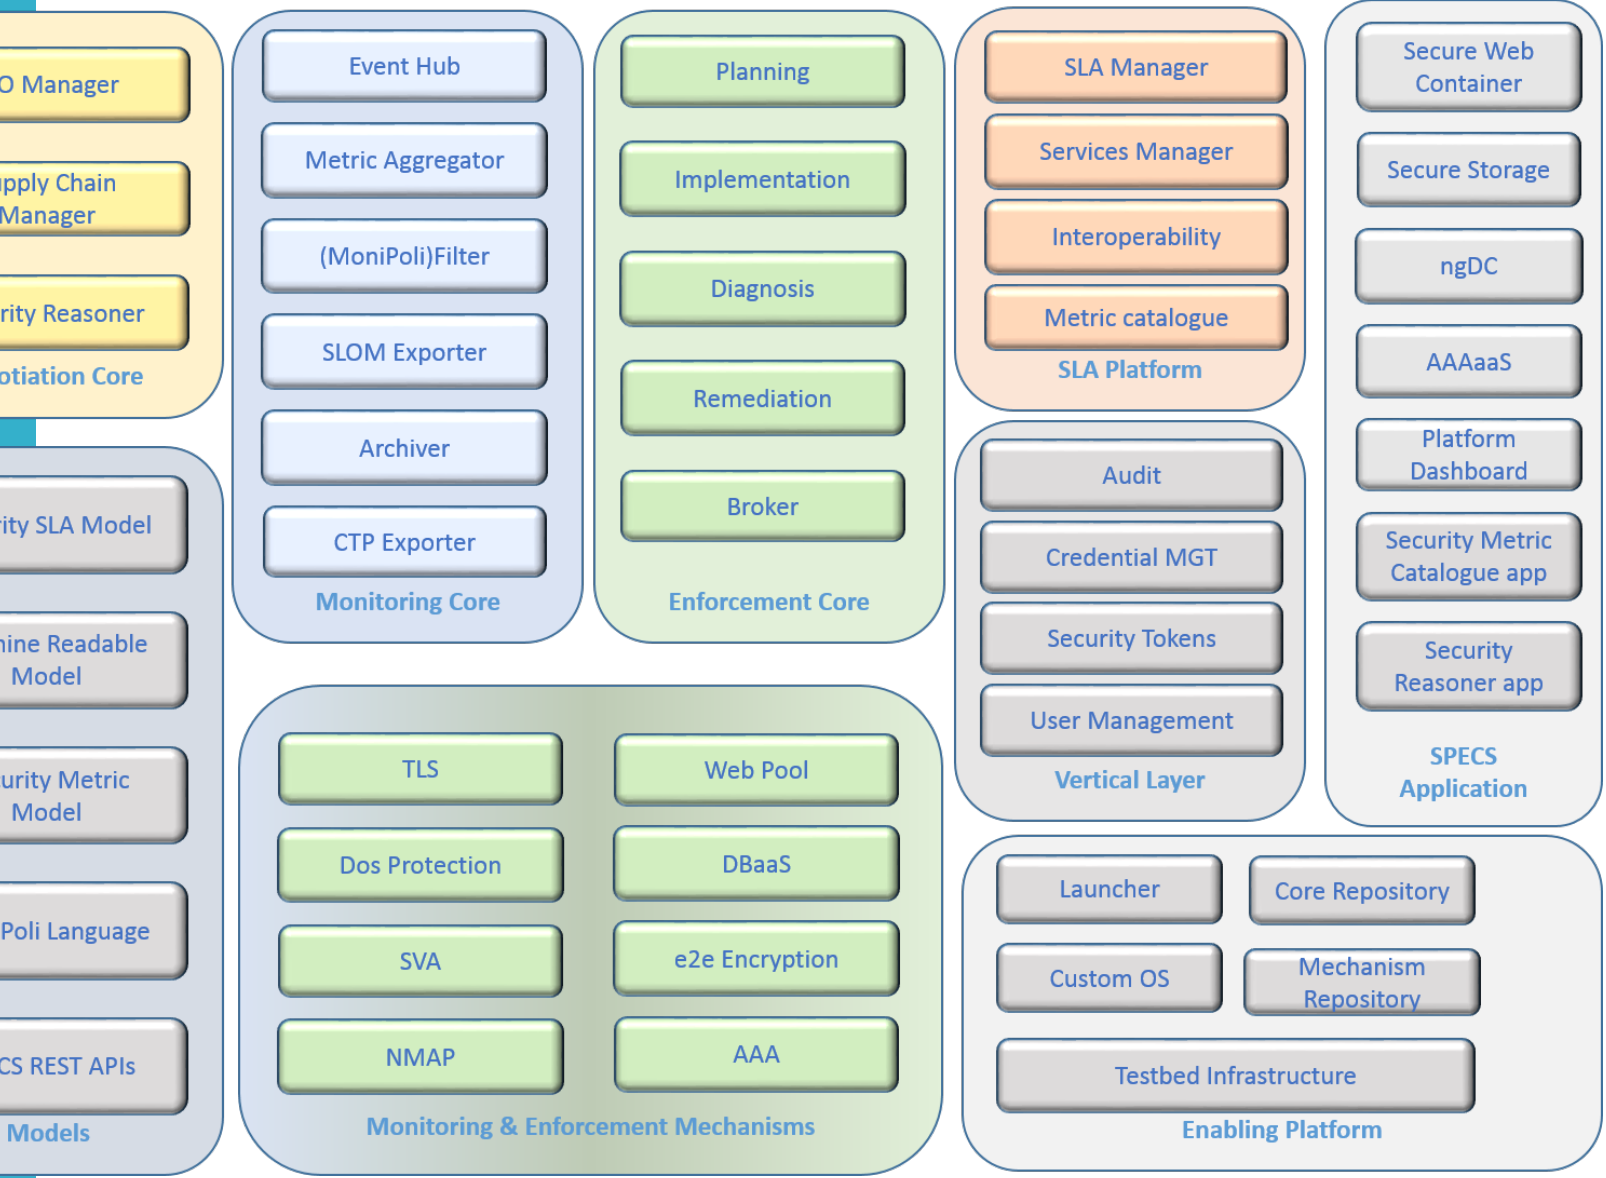 O Manager
pply Chain
Manager
rity Reasoner
otiation Core
rity SLA Model
ine Readable
Model
urity Metric
Model
Poli Language
CS REST APIs
Models
Event Hub
Metric Aggregator
(MoniPoli)Filter
SLOM Exporter
Archiver
CTP Exporter
Monitoring Core
Planning
Implementation
Diagnosis
Remediation
Broker
Enforcement Core
TLS
Web Pool
Dos Protection
DBaaS
SVA
e2e Encryption
NMAP
AAA
Monitoring & Enforcement Mechanisms
SLA Manager
Services Manager
Interoperability
Metric catalogue
SLA Platform
Audit
Credential MGT
Security Tokens
User Management
Vertical Layer
Secure Web
Container
Secure Storage
ngDC
AAAaaS
Platform
Dashboard
Security Metric
Catalogue app
Security
Reasoner app
SPECS
Application
Launcher
Core Repository
Custom OS
Mechanism
Repository
Testbed Infrastructure
Enabling Platform